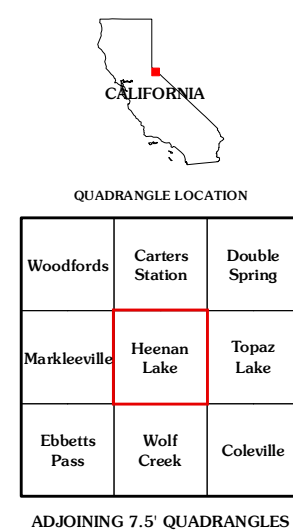 CALIFORNIA
QUADRANGLE LOCATION
Woodfords
Carters
Station
Double
Spring
Markleeville
Heenan
Lake
Topaz
Lake
Ebbetts
Pass
Wolf
Creek
Coleville
ADJOINING 7.5' QUADRANGLES